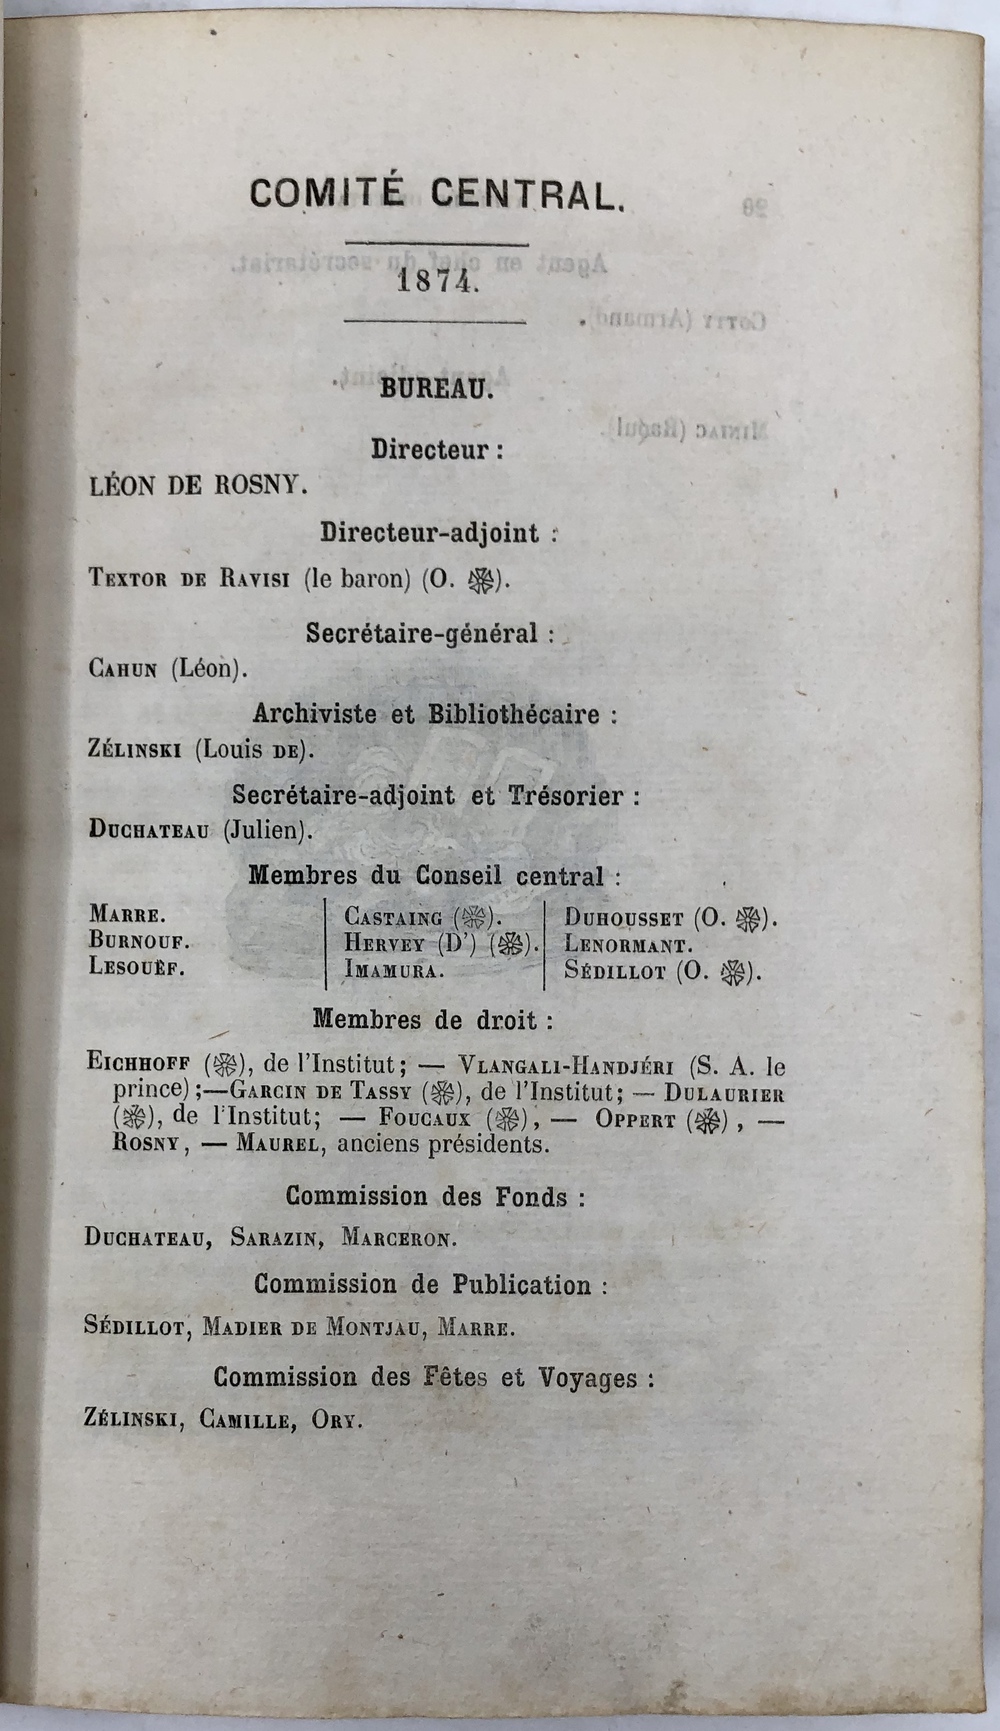 COMITÉ CENTRAL.
1874.
BUREAU.
Directeur :
LÉON DE ROSNY.
Directeur-adjoint :
TEXTOR DE RAVISI (le baron) (O. ✠).
Secrétaire-général :
CAHUN (Léon).
Archiviste et Bibliothécaire :
ZÉLINSKI (Louis DE).
Secrétaire-adjoint et Trésorier :
DUCHATEAU (Julien).
Membres du Conseil central :
MARRE.
BURNOUF.
LESOUËF.
CASTAING (✠).
HERVEY (D') (✠).
IMAMURA.
DUHOUSSET (O. ✠).
LENORMANT.
SÉDILLOT (O. ✠).
Membres de droit :
EICHHOFF (✠), de l'Institut; — VLANGALI-HANDJÉRI (S. A. le
prince);—GARCIN DE TASSY (✠), de l'Institut; — DULAURIER
(✠), de l'Institut; — FOUCAUX (✠), — OPPERT (✠), —
ROSNY, — MAUREL, anciens présidents.
Commission des Fonds :
DUCHATEAU, SARAZIN, MARCERON.
Commission de Publication :
SÉDILLOT, MADIER DE MONTJAU, MARRE.
Commission des Fêtes et Voyages :
ZÉLINSKI, CAMILLE, ORY.